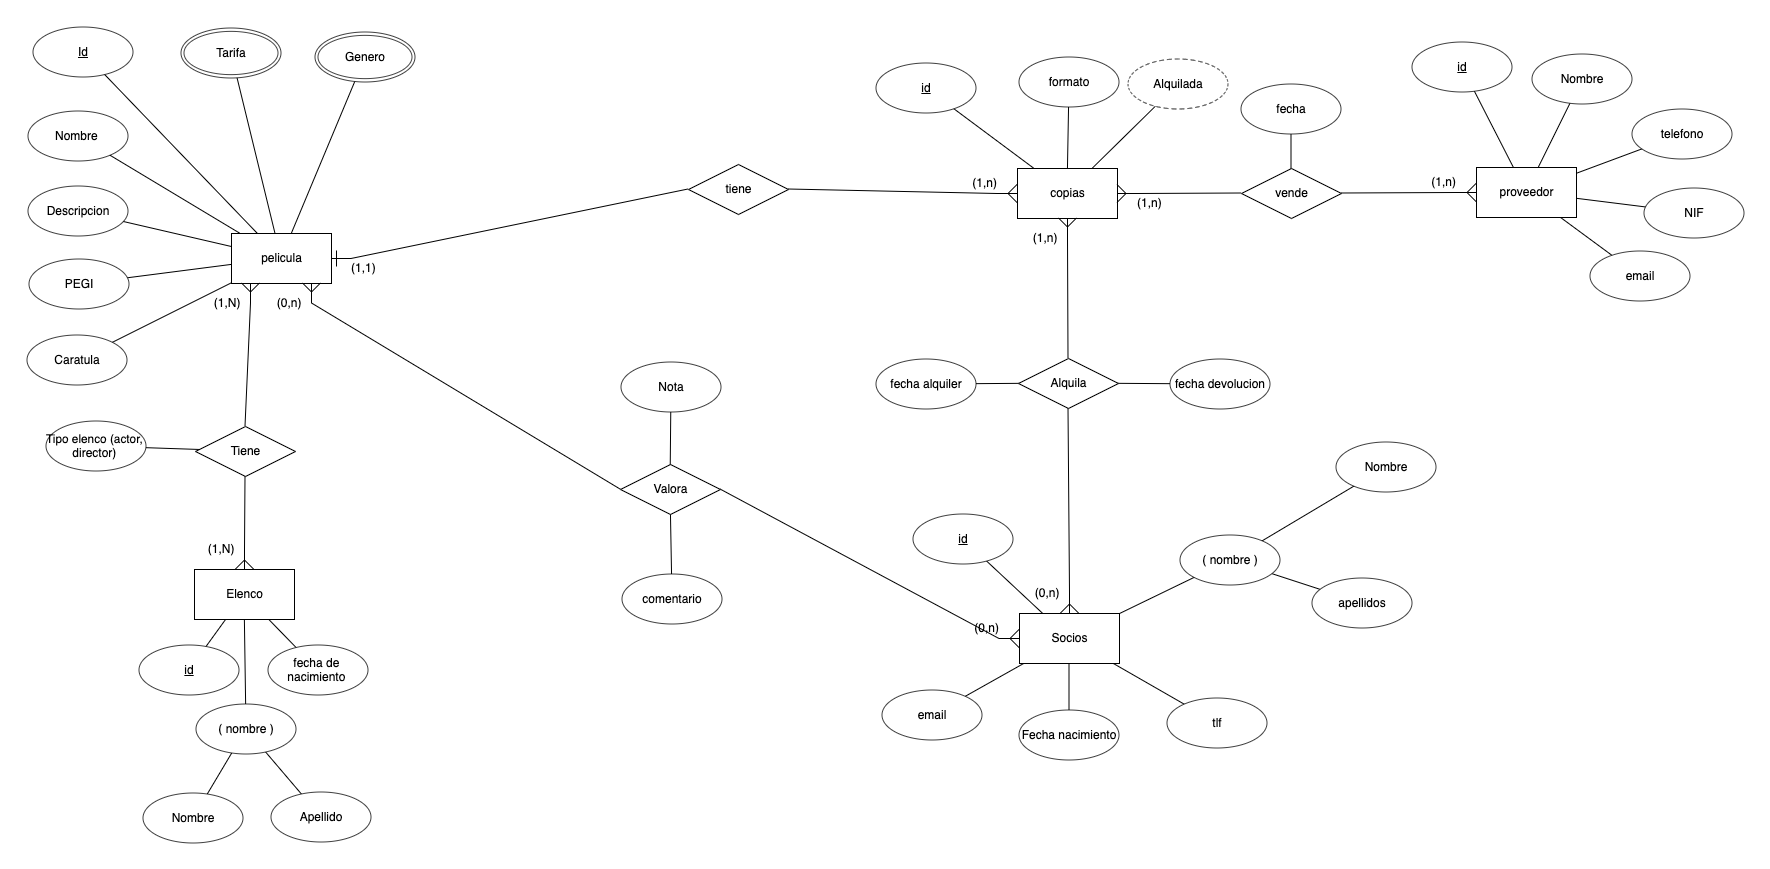 Id
Tarifa
Genero
Nombre
Descripcion
PEGI
Caratula
pelicula
(1,1)
(1,N)
(0,n)
tiene
id
formato
Alquilada
(1,n)
copias
(1,n)
(1,n)
fecha
vende
(1,n)
proveedor
id
Nombre
telefono
NIF
email
Tipo elenco (actor,
director)
Tiene
(1,N)
Elenco
id
fecha de
nacimiento
( nombre )
Nombre
Apellido
Nota
Valora
comentario
fecha alquiler
Alquila
fecha devolucion
id
(0,n)
(0,n)
Socios
Nombre
( nombre )
apellidos
email
Fecha nacimiento
tlf